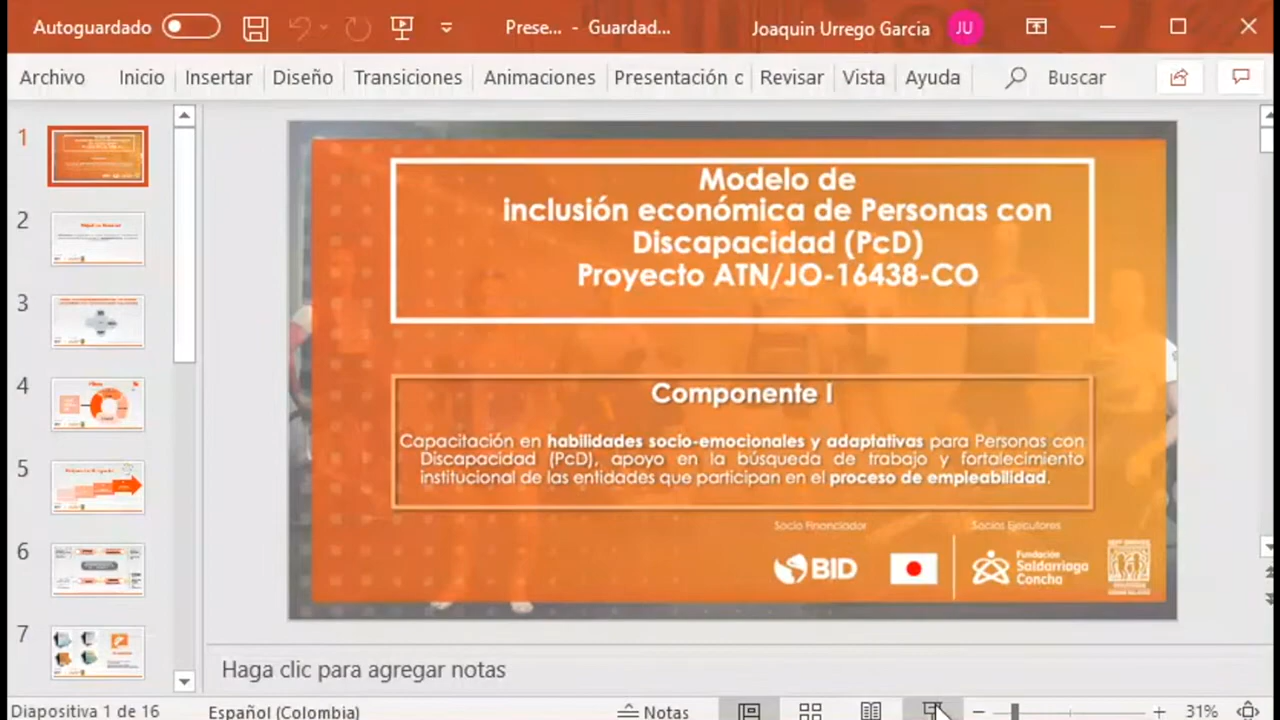 Autoguardado
Prese... - Guardad...
Joaquin Urrego Garcia
JU
Archivo Inicio Insertar Diseño Transiciones Animaciones Presentación c Revisar Vista Ayuda Buscar
1
2
3
4
5
6
7
Modelo de
inclusión económica de Personas con
Discapacidad (PcD)
Proyecto ATN/JO-16438-CO
Componente I
Capacitación en habilidades socio-emocionales y adaptativas para Personas con
Discapacidad (PcD), apoyo en la búsqueda de trabajo y fortalecimiento
institucional de las entidades que participan en el proceso de empleabilidad.
Socio Financiador
Socios Ejecutores
BID
Fundación
Saldarriaga
Concha
Haga clic para agregar notas
Diapositiva 1 de 16
Español (Colombia)
Notas
31%